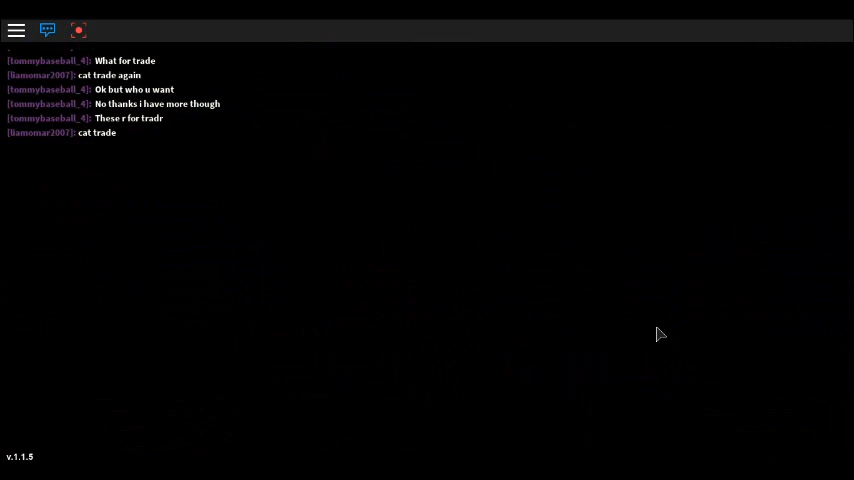 [tommybaseball_4]: What for trade
[liamomar2007]: cat trade again
[tommybaseball_4]: Ok but who u want
[tommybaseball_4]: No thanks i have more though
[tommybaseball_4]: These r for tradr
[liamomar2007]: cat trade
v.1.1.5